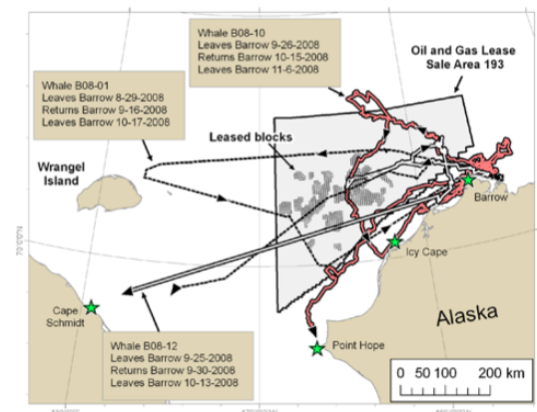 Whale B08-10
Leaves Barrow 9-26-2008
Returns Barrow 10-15-2008
Leaves Barrow 11-6-2008
Oil and Gas Lease
Sale Area 193
Whale B08-01
Leaves Barrow 8-29-2008
Returns Barrow 9-16-2008
Leaves Barrow 10-17-2008
Leased blocks
Wrangel
Island
Barrow
70°0'0"N
Icy Cape
Cape
Schmidt
Alaska
Point Hope
Whale B08-12
Leaves Barrow 9-25-2008
Returns Barrow 9-30-2008
Leaves Barrow 10-13-2008
0 50 100 200 km